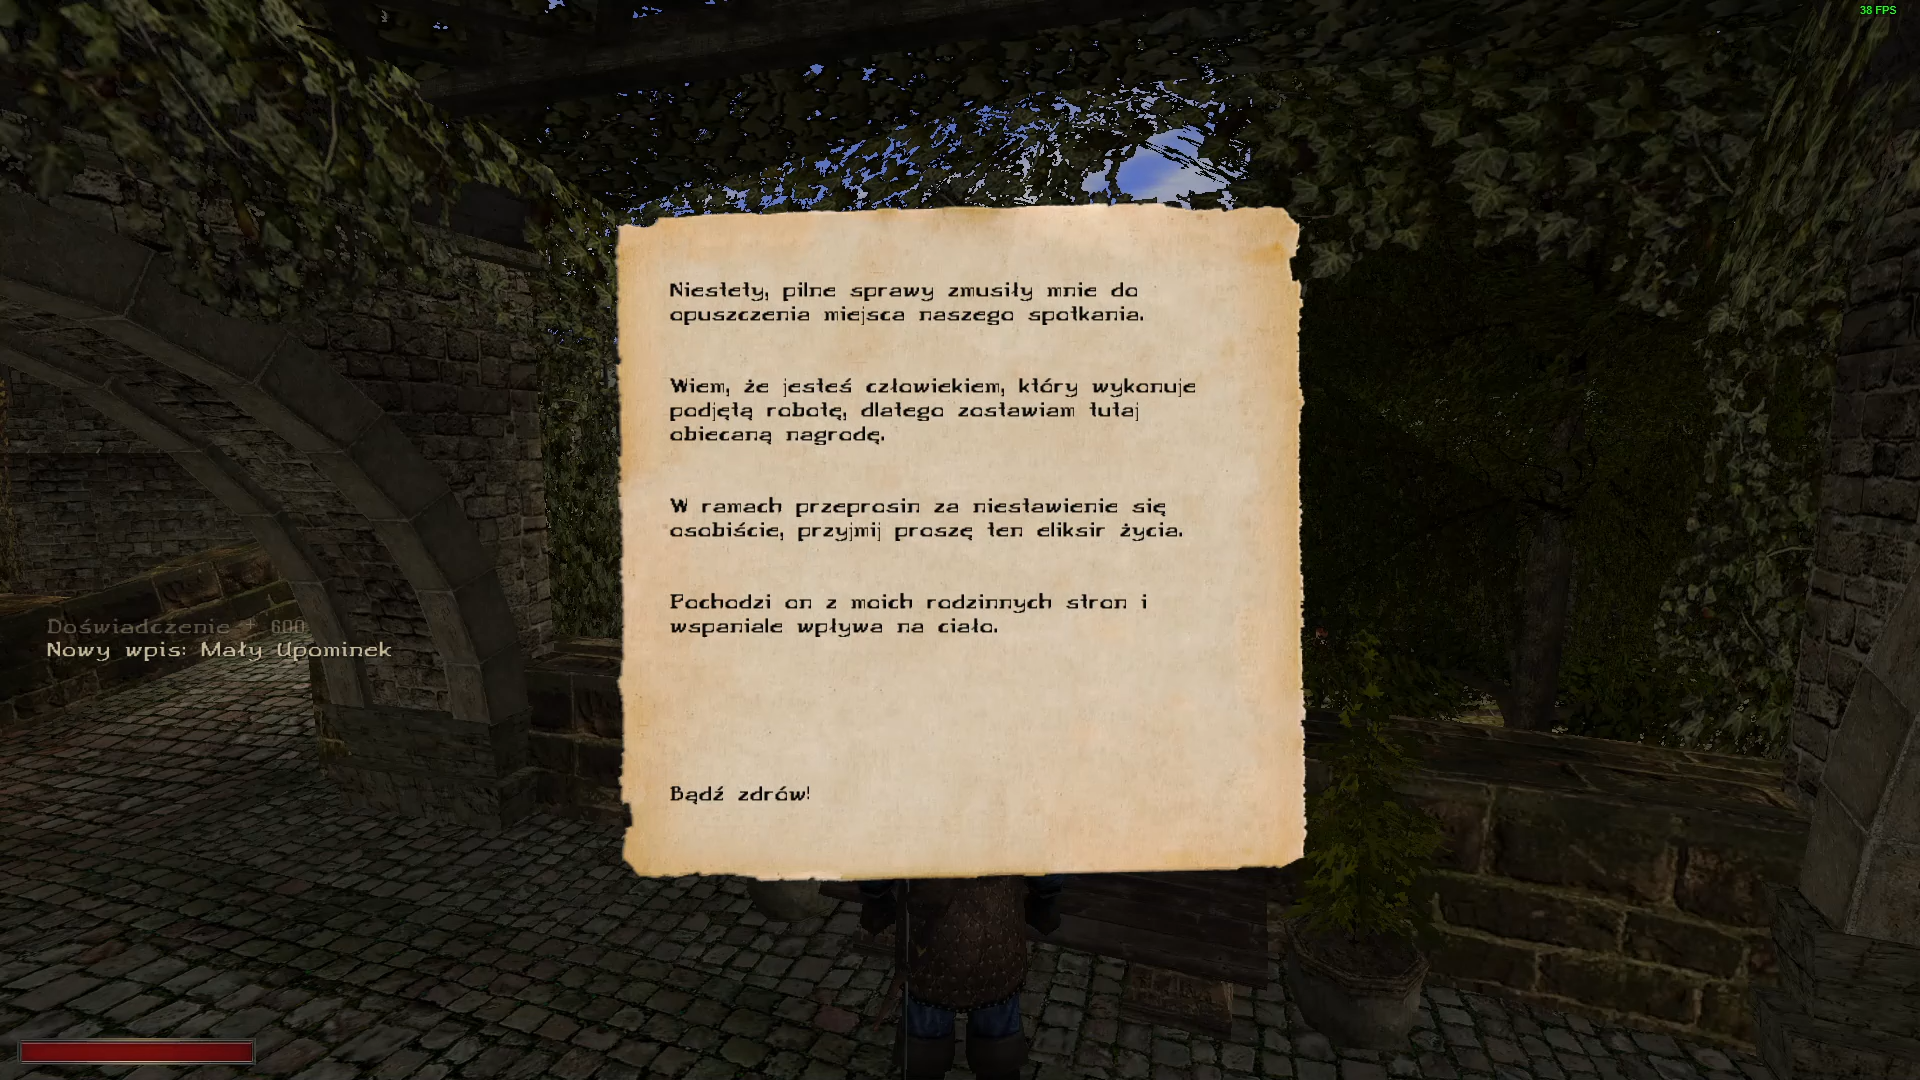 38 FPS
Niestety, pilne sprawy zmusiły mnie do
opuszczenia miejsca naszego spotkania.
Wiem, że jesteś człowiekiem, który wykonuje
podjętą robotę, dlatego zostawiam tutaj
obiecaną nagrodę.
W ramach przeprosin za niestawienie się
osobiście, przyjmij proszę ten eliksir życia.
Pochodzi on z moich rodzinnych stron i
wspaniale wpływa na ciało.
Doświadczenie + 600
Nowy wpis: Mały Upominek
Bądź zdrów!